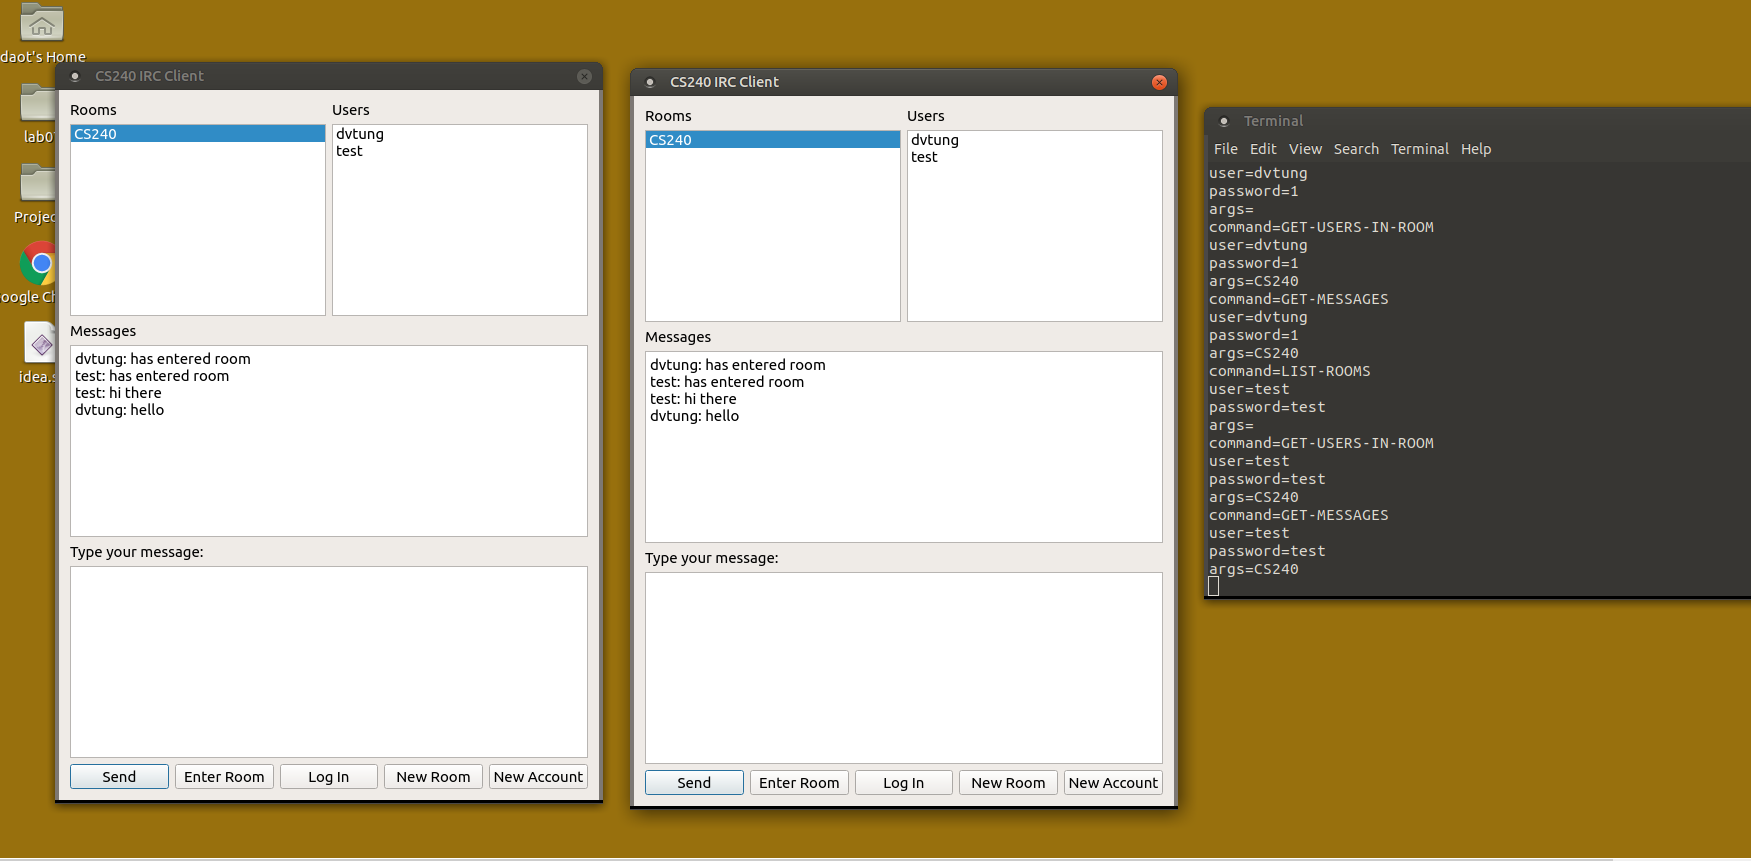 daot's Home
lab0
Projec
oogle Ch
idea.s
CS240 IRC Client
Rooms
Users
CS240
dvtung
test
Messages
dvtung: has entered room
test: has entered room
test: hi there
dvtung: hello
Type your message:
Send
Enter Room
Log In
New Room
New Account
CS240 IRC Client
Rooms
Users
CS240
dvtung
test
Messages
dvtung: has entered room
test: has entered room
test: hi there
dvtung: hello
Type your message:
Send
Enter Room
Log In
New Room
New Account
Terminal
File Edit View Search Terminal Help
user=dvtung
password=1
args=
command=GET-USERS-IN-ROOM
user=dvtung
password=1
args=CS240
command=GET-MESSAGES
user=dvtung
password=1
args=CS240
command=LIST-ROOMS
user=test
password=test
args=
command=GET-USERS-IN-ROOM
user=test
password=test
args=CS240
command=GET-MESSAGES
user=test
password=test
args=CS240